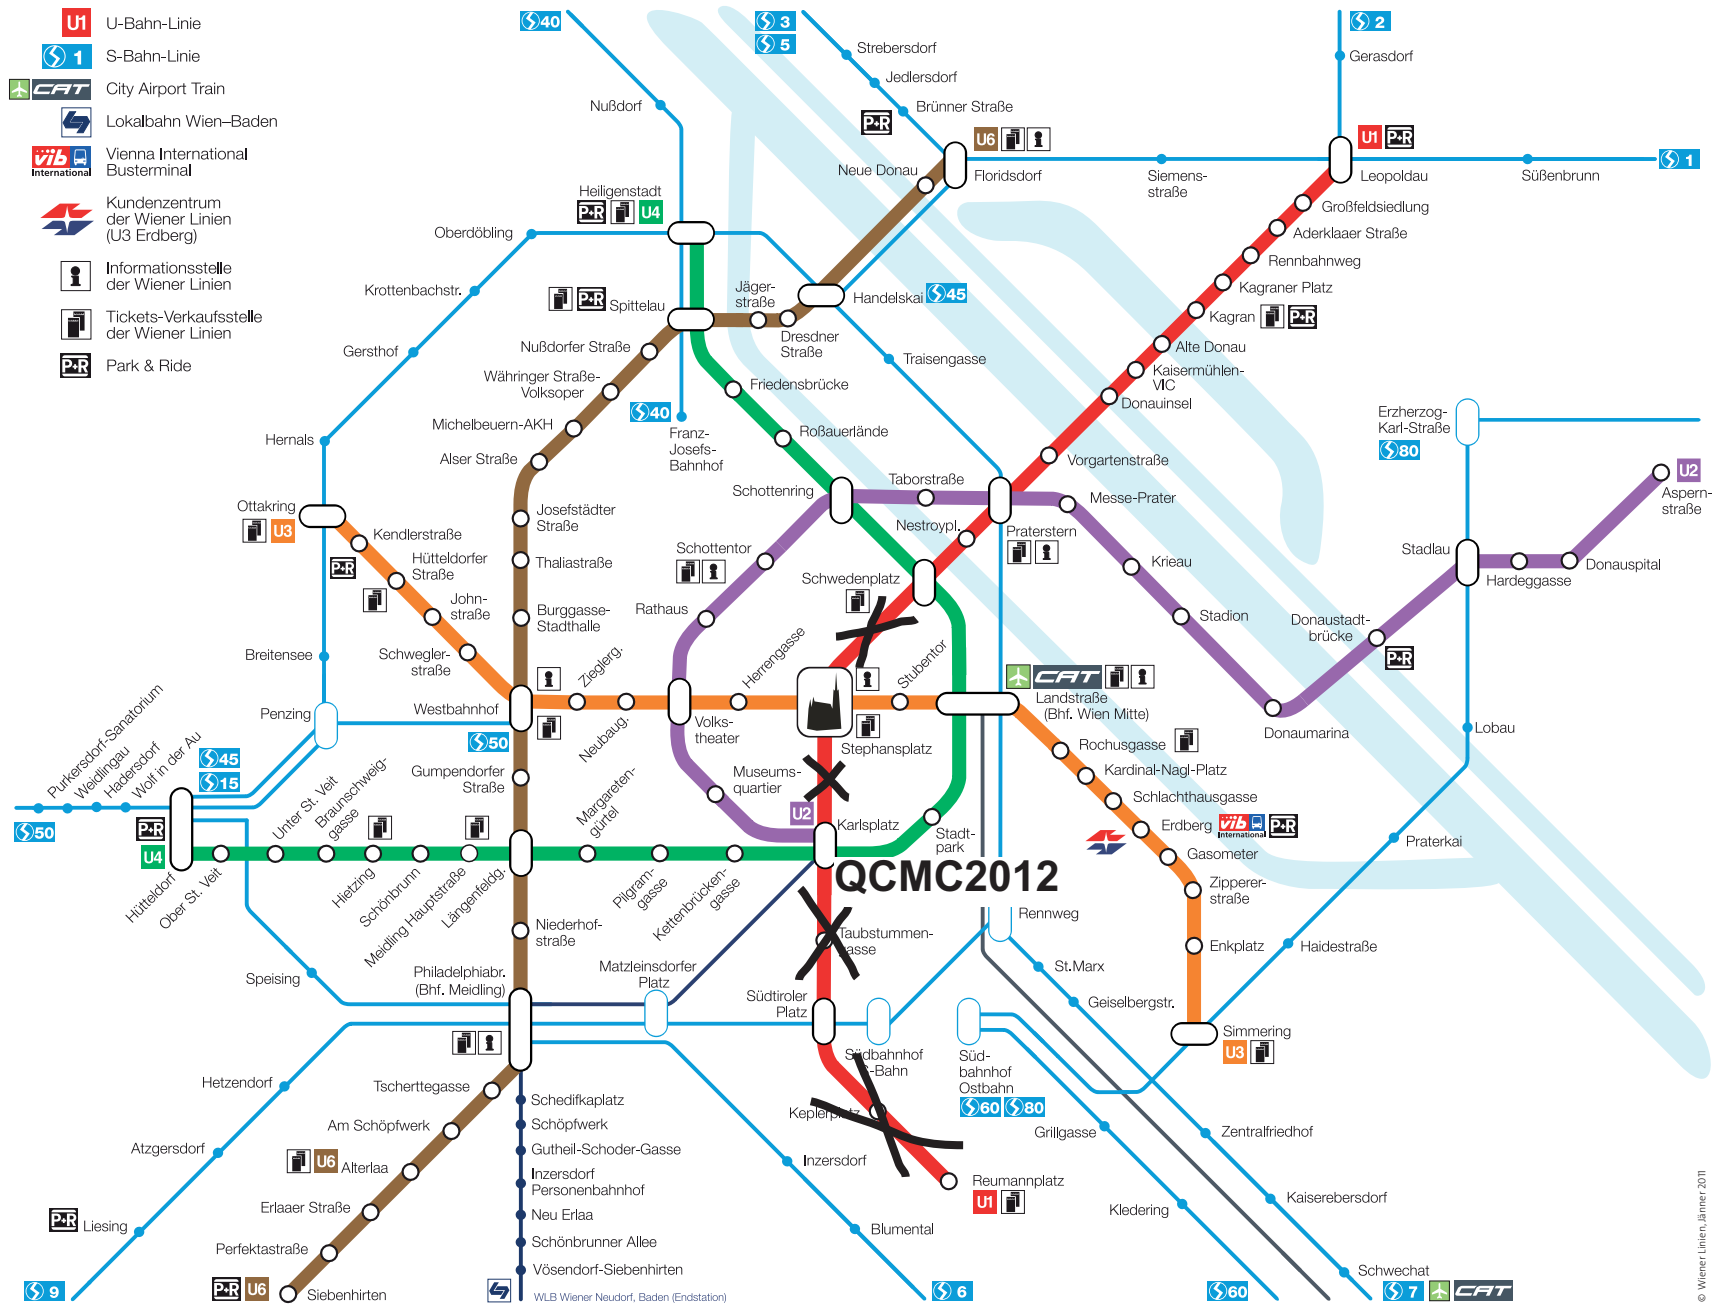 U1 U-Bahn-Linie
S 1 S-Bahn-Linie
CAT City Airport Train
Lokalbahn Wien–Baden
vib International Vienna International
Busterminal
Kundenzentrum
der Wiener Linien
(U3 Erdberg)
Informationsstelle
der Wiener Linien
Tickets-Verkaufsstelle
der Wiener Linien
P+R Park & Ride
S 40
S 3
S 5
S 2
Strebersdorf
Gerasdorf
Jedlersdorf
Nußdorf
Brünner Straße
P+R
U6
U1 P+R
Neue Donau
Floridsdorf
Siemens-
straße
Leopoldau
Süßenbrunn
S 1
Heiligenstadt
P+R U4
Großfeldsiedlung
Oberdöbling
Aderklaaer Straße
Rennbahnweg
Krottenbachstr.
Jäger-
straße
Kagraner Platz
P+R Spittelau
Handelskai S 45
Kagran P+R
Nußdorfer Straße
Dresdner
Straße
Alte Donau
Gersthof
Traisengasse
Kaisermühlen-
VIC
Währinger Straße-
Volksoper
Friedensbrücke
Donauinsel
S 40
Michelbeuern-AKH
Franz-
Josefs-
Bahnhof
Roßauerlände
Erzherzog-
Karl-Straße
S 80
Hernals
Alser Straße
Vorgartenstraße
U2
Aspern-
straße
Schottenring
Taborstraße
Messe-Prater
Ottakring
U3
Kendlerstraße
Josefstädter
Straße
Nestroypl.
Praterstern
Stadlau
Hütteldorfer
Straße
P+R
Thaliastraße
Schottentor
Schwedenplatz
Krieau
Hardeggasse
Donauspital
John-
straße
Burggasse-
Stadthalle
Rathaus
Stadion
Donaustadt-
brücke
P+R
Schwegler-
straße
Breitensee
Zieglerg.
Herrengasse
Stubentor
CAT
Landstraße
(Bhf. Wien Mitte)
Penzing
Westbahnhof
S 50
Neubaug.
Volks-
theater
Stephansplatz
Rochusgasse
Donaumarina
Lobau
Purkersdorf-Sanatorium
Weidlingau
Hadersdorf
Wolf in der Au
S 45
S 15
Gumpendorfer
Straße
Museums-
quartier
Kardinal-Nagl-Platz
Schlachthausgasse
S 50
P+R
U4
Unter St. Veit
Braunschweig-
gasse
Margareten-
gürtel
U2
Karlsplatz
Stadt-
park
Erdberg vib International P+R
Praterkai
Gasometer
QCMC2012
Hütteldorf
Ober St. Veit
Hietzing
Schönbrunn
Meidling Hauptstraße
Längenfeldg.
Pilgram-
gasse
Kettenbrücken-
gasse
Zipperer-
straße
Rennweg
Niederhof-
straße
Taubstummen-
gasse
Enkplatz
Haidestraße
Speising
Philadelphiabr.
(Bhf. Meidling)
Matzleinsdorfer
Platz
St.Marx
Südtiroler
Platz
Geiselbergstr.
Simmering
U3
Südbahnhof
S-Bahn
Süd-
bahnhof
Ostbahn
S 60 S 80
Hetzendorf
Tscherttegasse
Schedifkaplatz
Keplerplatz
Am Schöpfwerk
Schöpfwerk
Grillgasse
Zentralfriedhof
Atzgersdorf
Gutheil-Schoder-Gasse
U6 Alterlaa
Inzersdorf
Personenbahnhof
Inzersdorf
Reumannplatz
U1
Kaiserebersdorf
Erlaaer Straße
Neu Erlaa
Kledering
P+R Liesing
Blumental
Perfektastraße
Schönbrunner Allee
Vösendorf-Siebenhirten
Schwechat
S 9
P+R U6
Siebenhirten
WLB Wiener Neudorf, Baden (Endstation)
S 6
S 60
S 7 CAT
© Wiener Linien, Jänner 2011